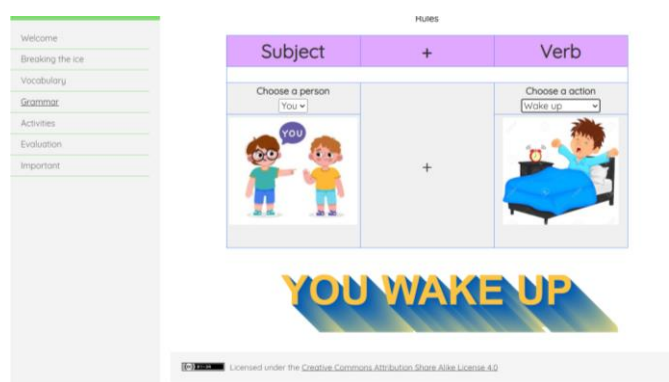 Rules
Welcome
Breaking the ice
Vocabulary
Grammar
Activities
Evaluation
Important
Subject + Verb
Choose a person
You
Choose a action
Wake up
YOU
+
YOU WAKE UP
Licensed under the Creative Commons Attribution Share Alike License 4.0